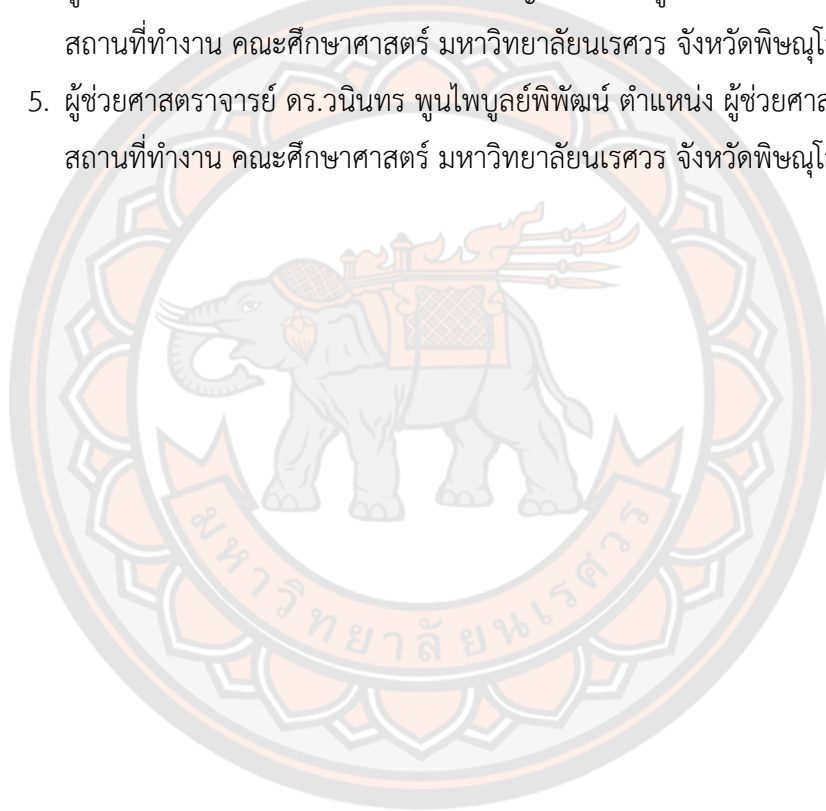 สถานที่ทำงาน คณะศึกษาศาสตร์ มหาวิทยาลัยนเรศวร จังหวัดพิษณุโ
5. ผู้ช่วยศาสตราจารย์ ดร.วนินทร พูนไพบูลย์พิพัฒน์ ตำแหน่ง ผู้ช่วยศาส
สถานที่ทำงาน คณะศึกษาศาสตร์ มหาวิทยาลัยนเรศวร จังหวัดพิษณุโ
มหาวิทยาลัยนเรศวร